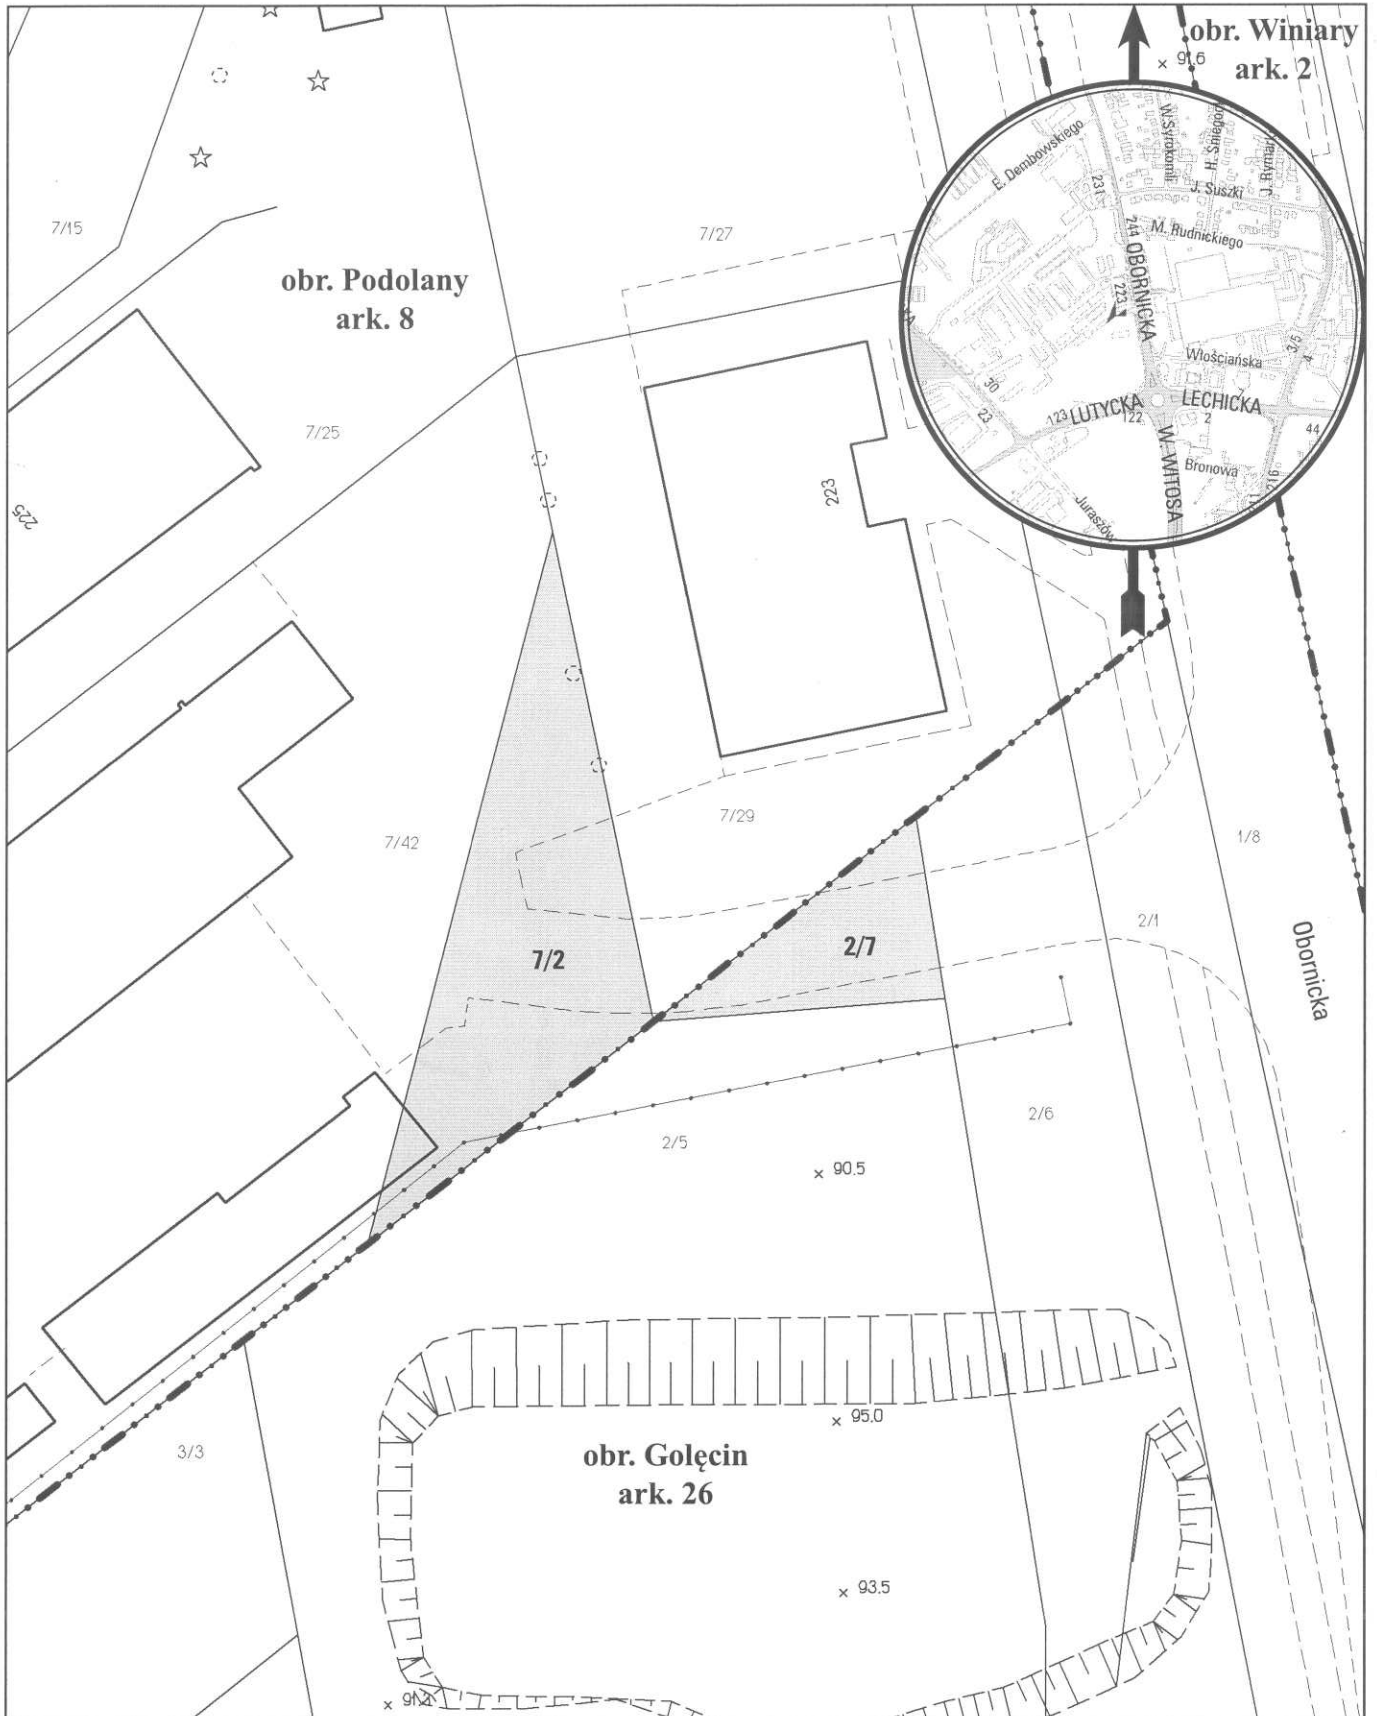 obr. Winiary
ark. 2
91.6
E. Dembowskiego
W.Syrokomli
J. Suszki
231
M. Rudnickiego
244
OBORNICKA
223
Włościańska
3/5
4
30
23
123
LUTYCKA
122
LECHICKA
7
2
44
W. WITOSA
Bronowa
216
Juraszów
7/15
7/27
obr. Podolany
ark. 8
7/25
225
223
7/42
7/29
1/8
2/1
7/2
2/7
Obornicka
2/6
2/5
90.5
95.0
3/3
obr. Golęcin
ark. 26
93.5